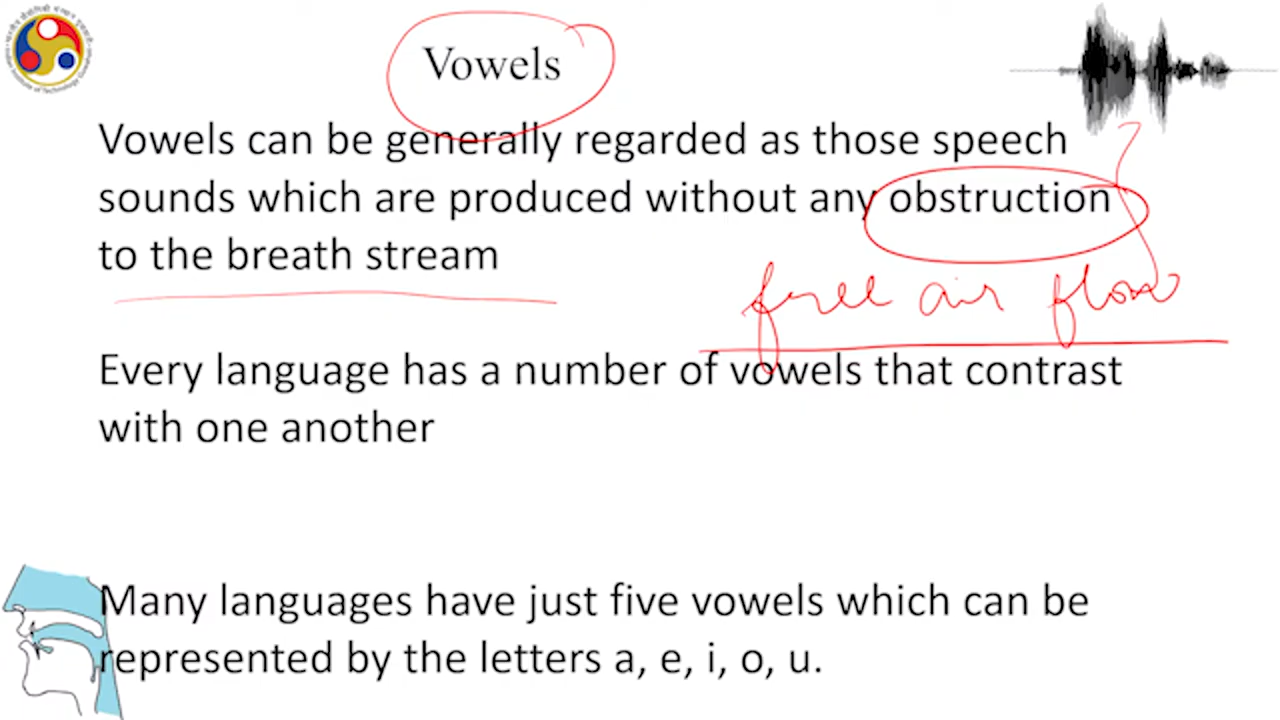 Vowels
Vowels can be generally regarded as those speech
sounds which are produced without any obstruction
to the breath stream
free air flow
Every language has a number of vowels that contrast
with one another
Many languages have just five vowels which can be
represented by the letters a, e, i, o, u.